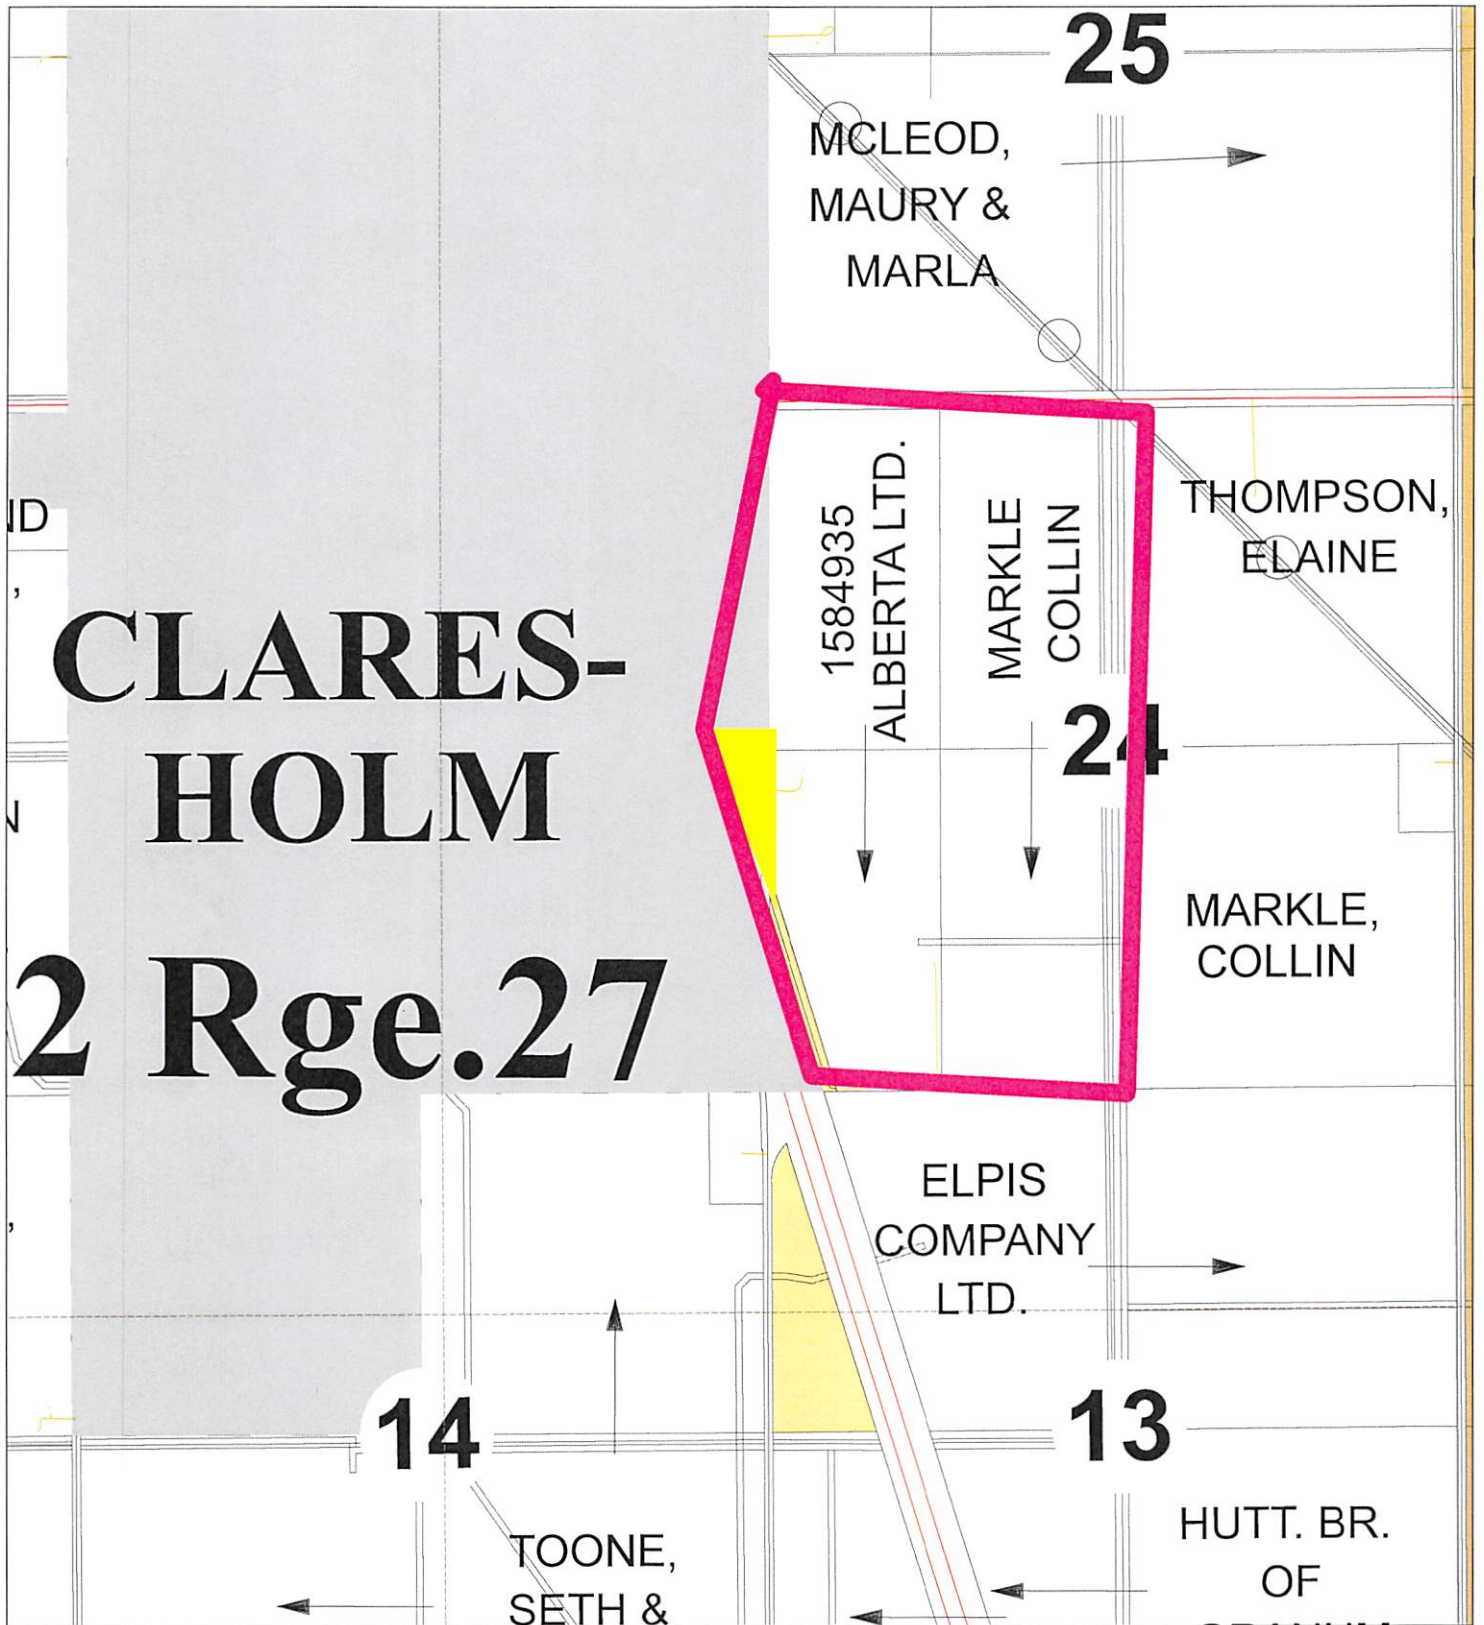 25
MCLEOD,
MAURY &
MARLA
1584935
ALBERTA LTD.
MARKLE
COLLIN
THOMPSON,
ELAINE
ND
,
CLARES-
HOLM
24
N
MARKLE,
COLLIN
2 Rge.27
,
ELPIS
COMPANY
LTD.
14
13
TOONE,
SETH &
HUTT. BR.
OF